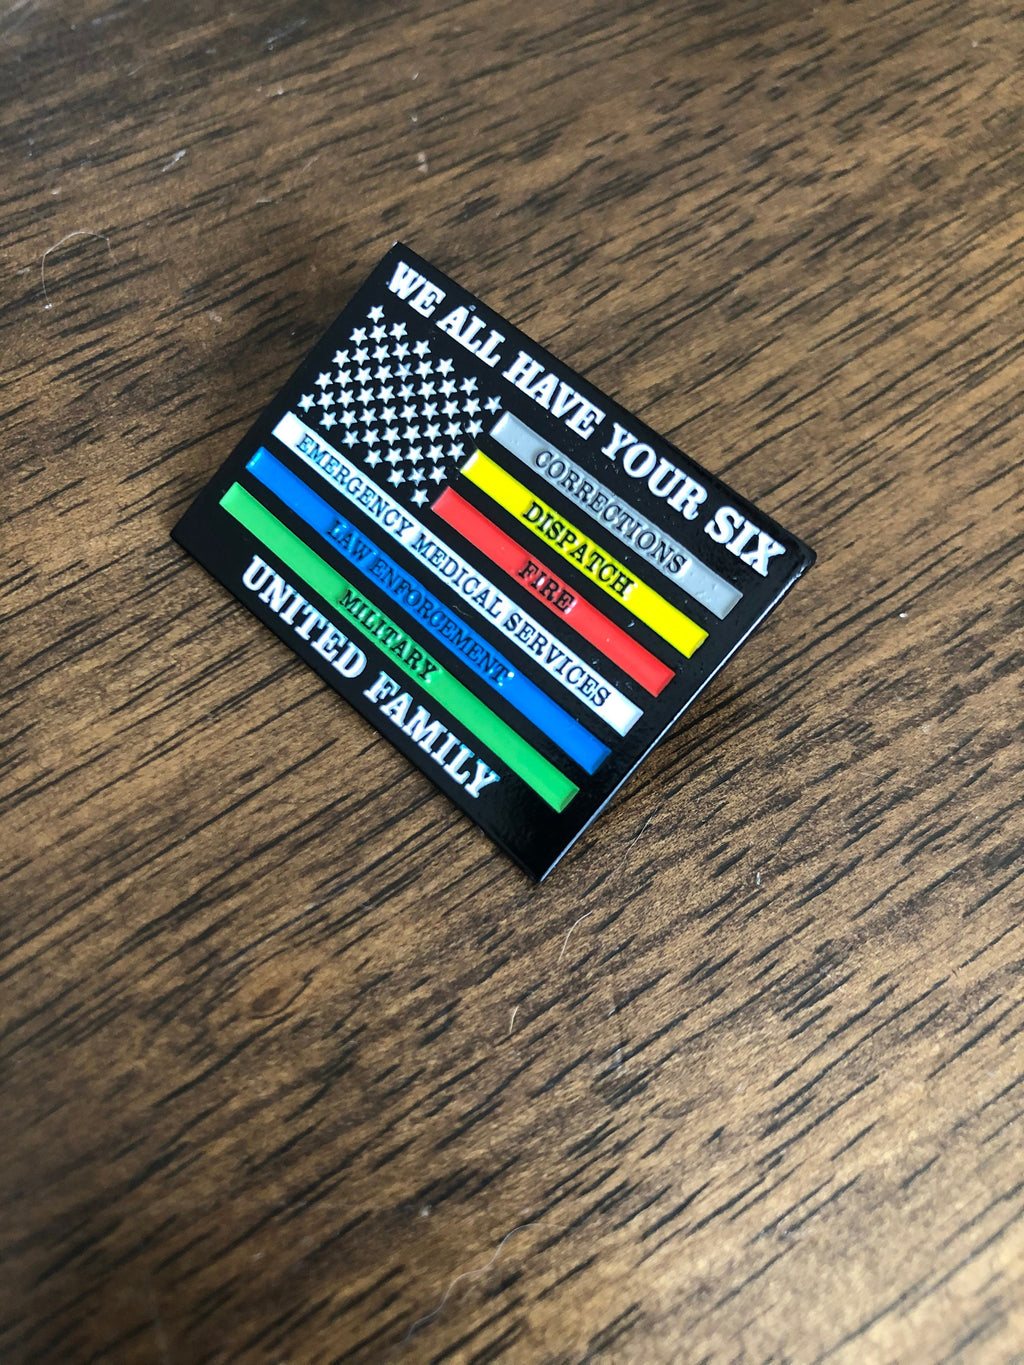 WE ALL HAVE YOUR SIX
CORRECTIONS
DISPATCH
FIRE
EMERGENCY MEDICAL SERVICES
LAW ENFORCEMENT
MILITARY
UNITED FAMILY